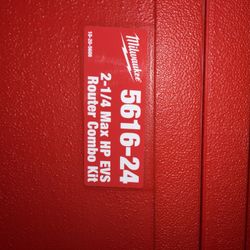 Milwaukee
5616-24
2-1/4 Max HP EVS
Router Combo Kit